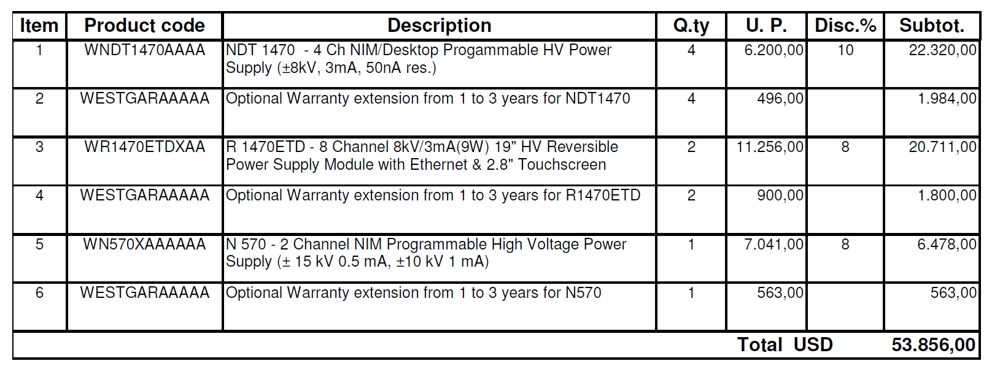 Item Product code Description Q.ty U. P. Disc.% Subtot.
1 WNDT1470AAAA NDT 1470 - 4 Ch NIM/Desktop Progammable HV Power 4 6.200,00 10 22.320,00
Supply (±8kV, 3mA, 50nA res.)
2 WESTGARAAAAA Optional Warranty extension from 1 to 3 years for NDT1470 4 496,00 1.984,00
3 WR1470ETDXAA R 1470ETD - 8 Channel 8kV/3mA(9W) 19" HV Reversible 2 11.256,00 8 20.711,00
Power Supply Module with Ethernet & 2.8" Touchscreen
4 WESTGARAAAAA Optional Warranty extension from 1 to 3 years for R1470ETD 2 900,00 1.800,00
5 WN570XAAAAAA N 570 - 2 Channel NIM Programmable High Voltage Power 1 7.041,00 8 6.478,00
Supply (± 15 kV 0.5 mA, ±10 kV 1 mA)
6 WESTGARAAAAA Optional Warranty extension from 1 to 3 years for N570 1 563,00 563,00
Total USD 53.856,00